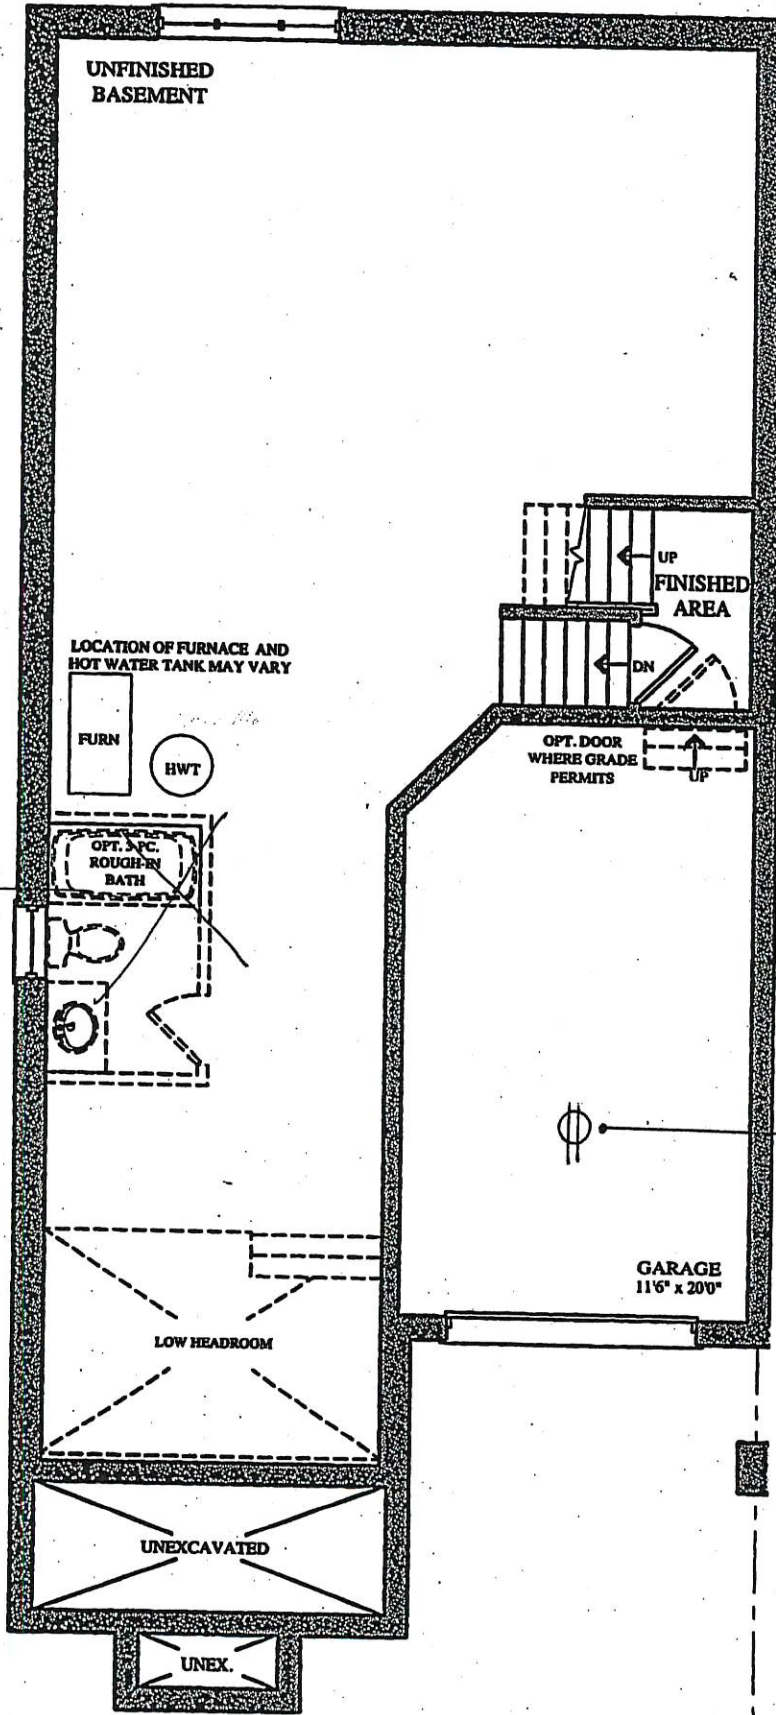 UNFINISHED
BASEMENT
UP
FINISHED
AREA
LOCATION OF FURNACE AND
HOT WATER TANK MAY VARY
DN
FURN
HWT
OPT. DOOR
WHERE GRADE
PERMITS
UP
OPT. 3 PC.
ROUGH-IN
BATH
GARAGE
11'6" x 20'0"
LOW HEADROOM
UNEXCAVATED
UNEX.